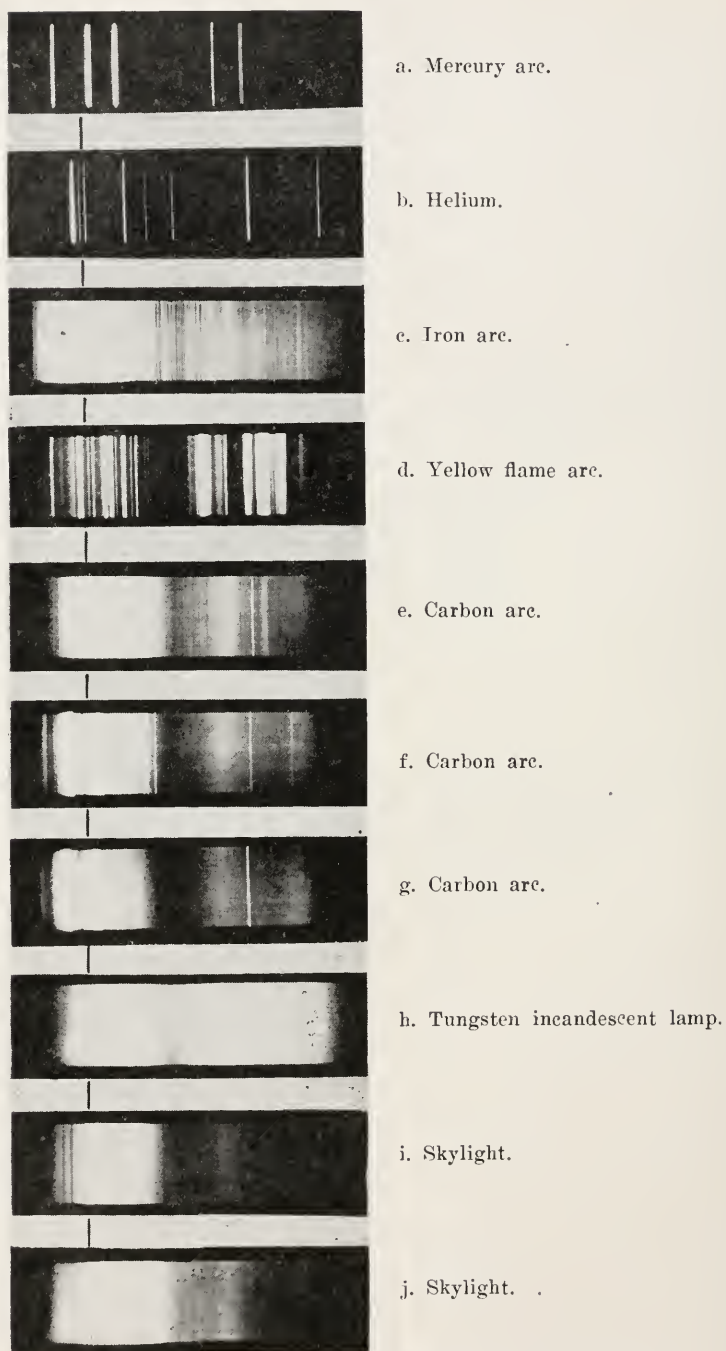 a. Mercury arc.
b. Helium.
c. Iron arc.
d. Yellow flame arc.
e. Carbon arc.
f. Carbon arc.
g. Carbon arc.
h. Tungsten incandescent lamp.
i. Skylight.
j. Skylight.